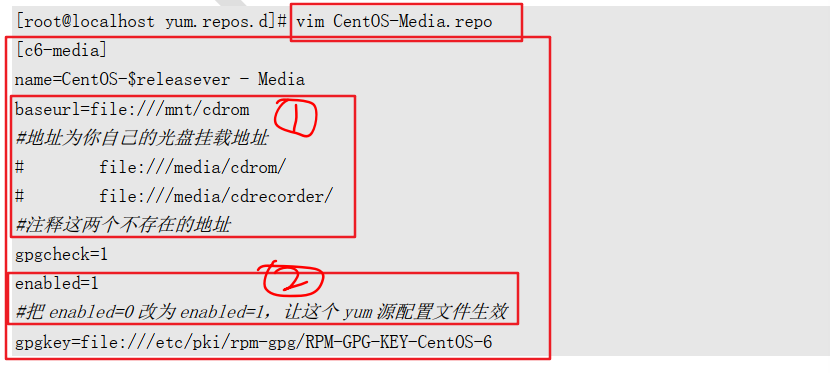 [root@localhost yum.repos.d]# vim CentOS-Media.repo
[c6-media]
name=CentOS-$releasever - Media
baseurl=file:///mnt/cdrom
①
#地址为你自己的光盘挂载地址
#       file:///media/cdrom/
#       file:///media/cdrecorder/
#注释这两个不存在的地址
gpgcheck=1
enabled=1
②
#把 enabled=0 改为 enabled=1，让这个 yum 源配置文件生效
gpgkey=file:///etc/pki/rpm-gpg/RPM-GPG-KEY-CentOS-6